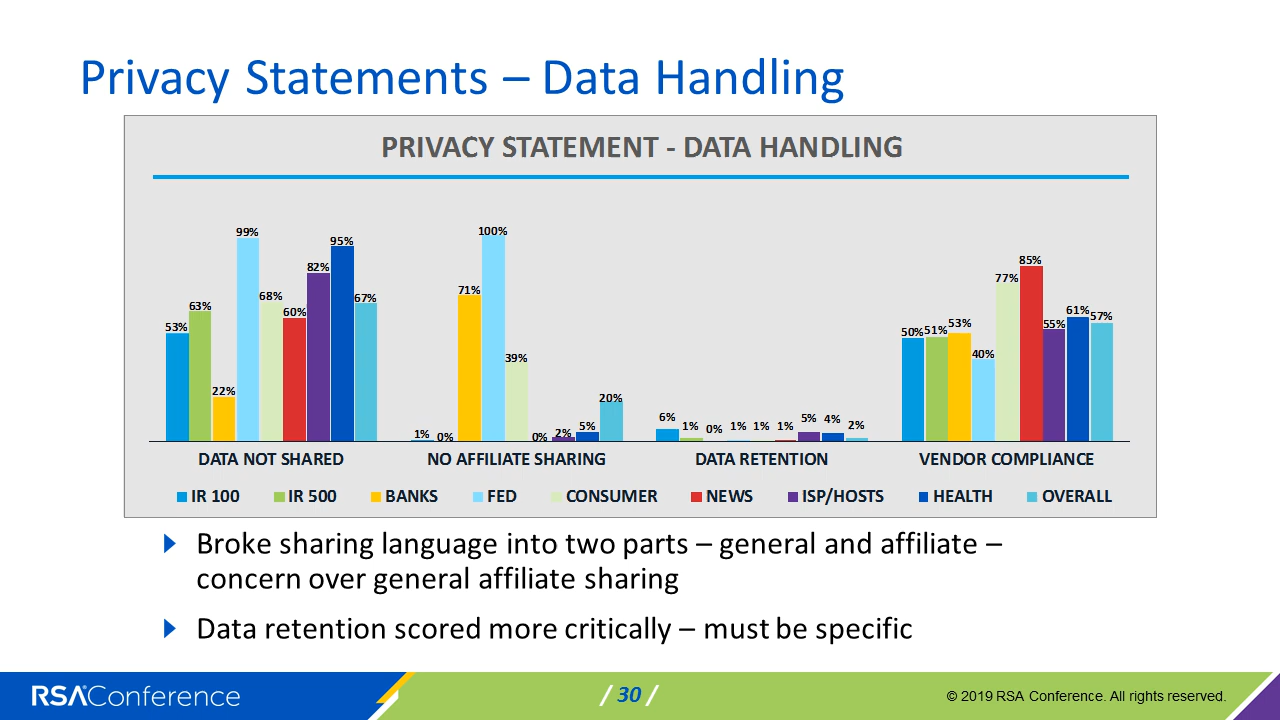 Privacy Statements – Data Handling
PRIVACY STATEMENT - DATA HANDLING
53%
63%
22%
99%
68%
60%
82%
95%
67%
1%
0%
71%
100%
39%
0%
2%
5%
20%
6%
1%
0%
1%
1%
1%
5%
4%
2%
50%
51%
53%
40%
77%
85%
55%
61%
57%
DATA NOT SHARED
NO AFFILIATE SHARING
DATA RETENTION
VENDOR COMPLIANCE
IR 100
IR 500
BANKS
FED
CONSUMER
NEWS
ISP/HOSTS
HEALTH
OVERALL
Broke sharing language into two parts – general and affiliate –
concern over general affiliate sharing
Data retention scored more critically – must be specific
RSAConference
/ 30 /
© 2019 RSA Conference. All rights reserved.